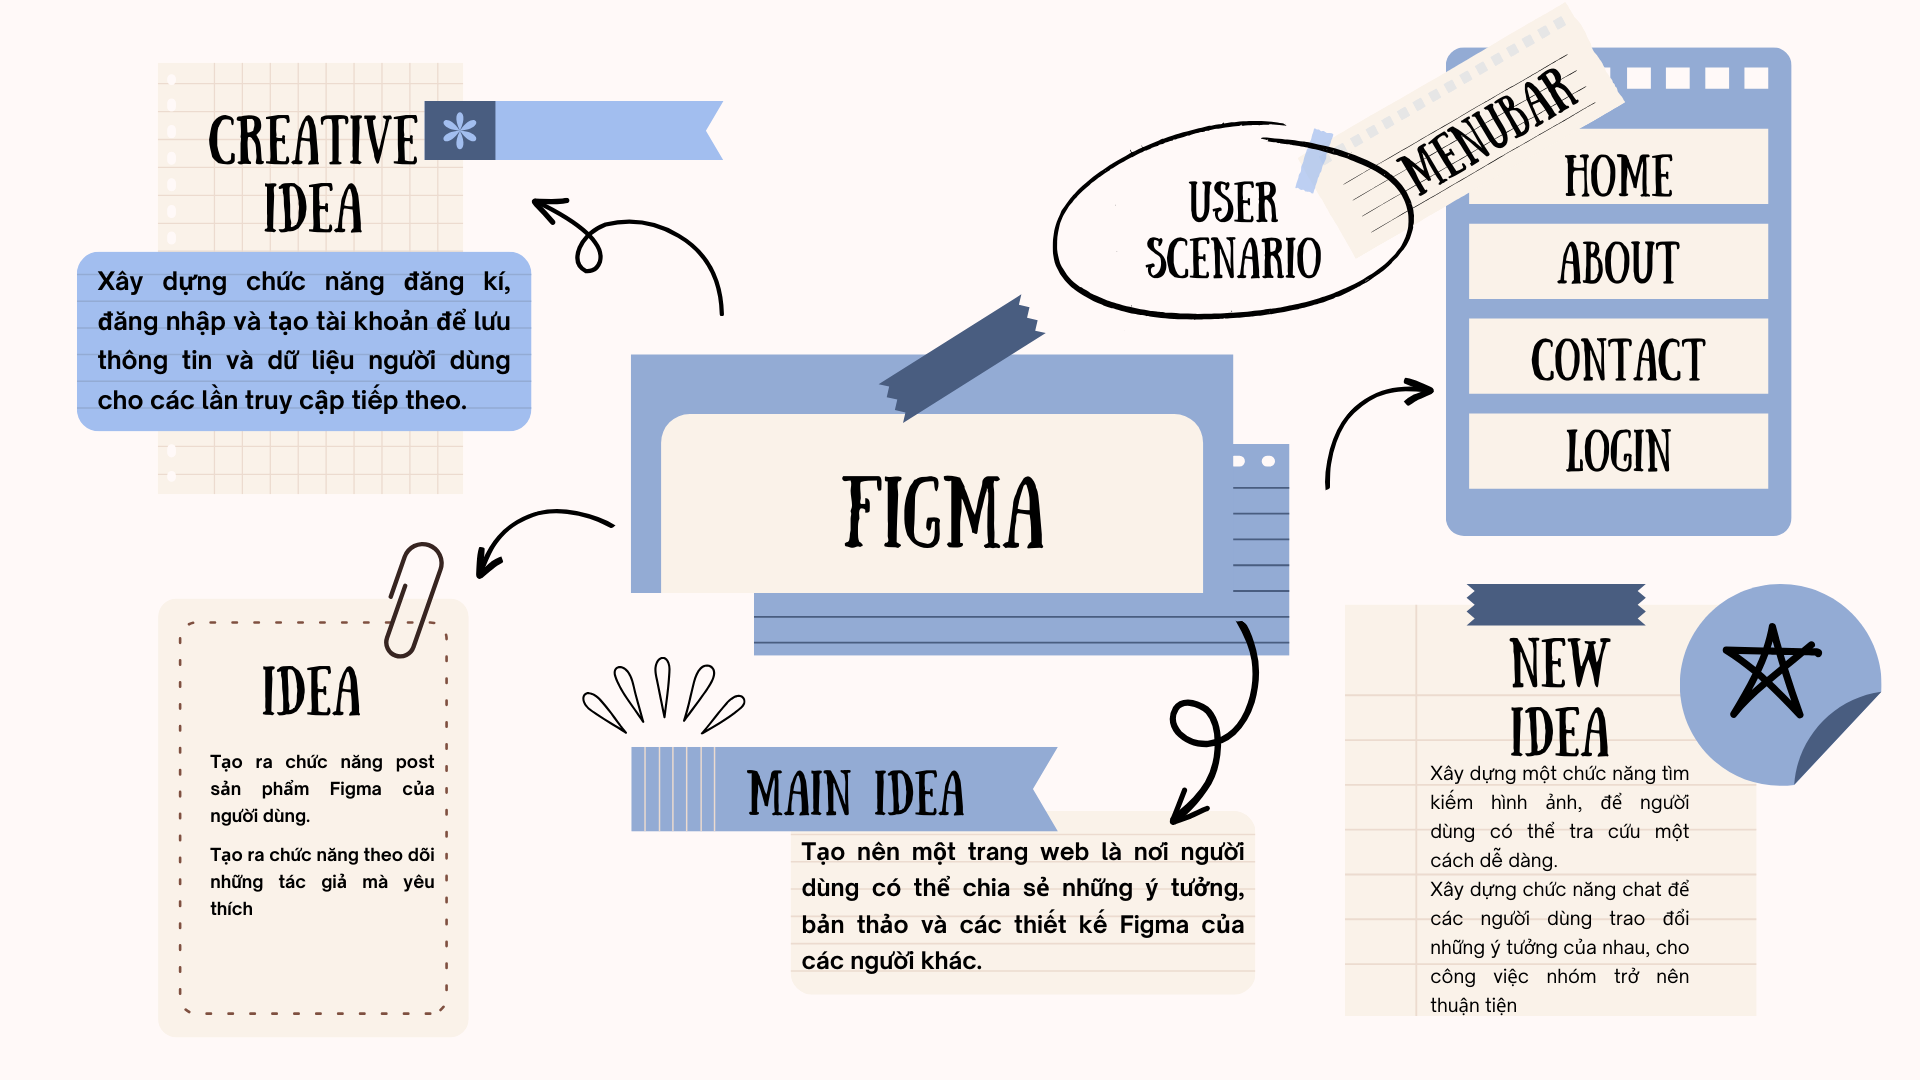 CREATIVE
IDEA
Xây dựng chức năng đăng kí,
đăng nhập và tạo tài khoản để lưu
thông tin và dữ liệu người dùng
cho các lần truy cập tiếp theo.
USER
SCENARIO
MENUBAR
HOME
ABOUT
CONTACT
LOGIN
FIGMA
IDEA
Tạo ra chức năng post
sản phẩm Figma của
người dùng.
Tạo ra chức năng theo dõi
những tác giả mà yêu
thích
MAIN IDEA
Tạo nên một trang web là nơi người
dùng có thể chia sẻ những ý tưởng,
bản thảo và các thiết kế Figma của
các người khác.
NEW
IDEA
Xây dựng một chức năng tìm
kiếm hình ảnh, để người
dùng có thể tra cứu một
cách dễ dàng.
Xây dựng chức năng chat để
các người dùng trao đổi
những ý tưởng của nhau, cho
công việc nhóm trở nên
thuận tiện